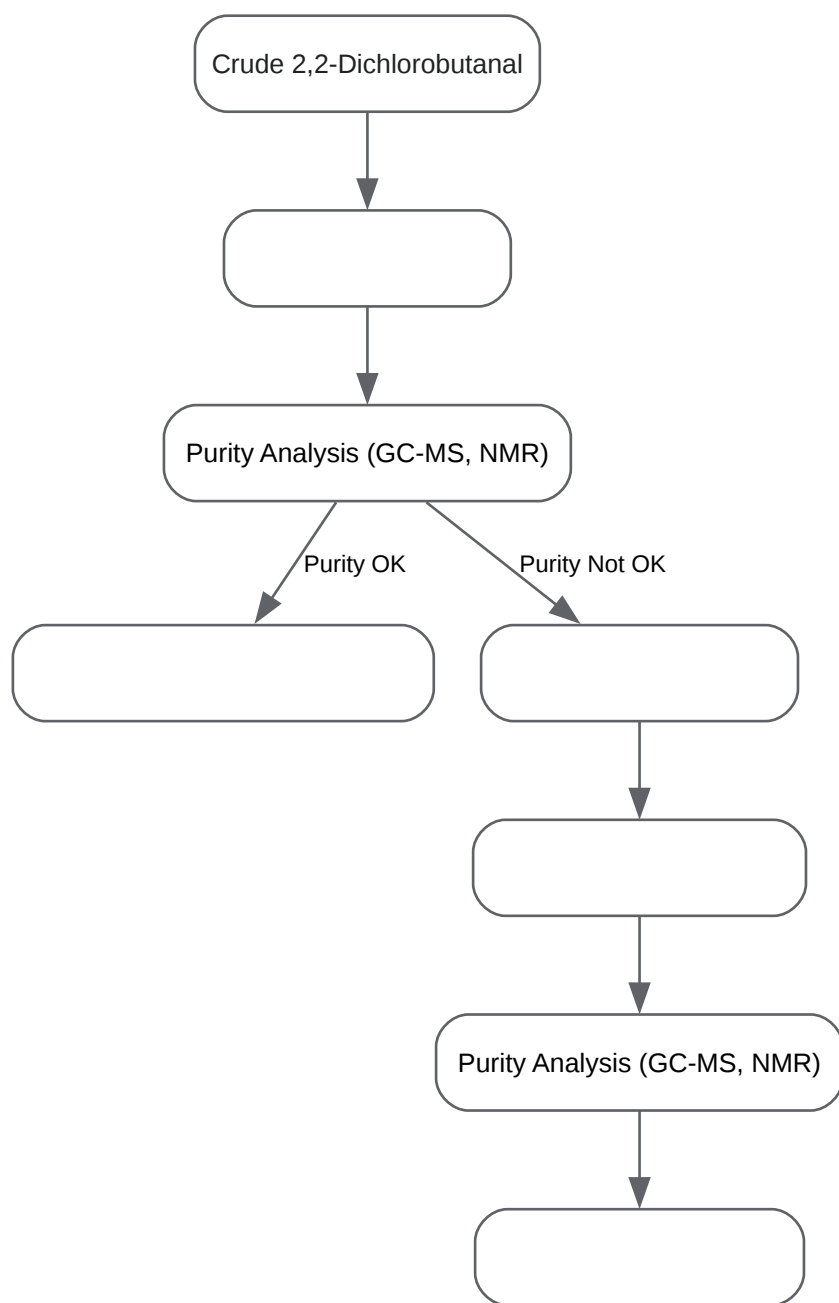 Crude 2,2-Dichlorobutanal
Purity Analysis (GC-MS, NMR)
Purity OK
Purity Not OK
Purity Analysis (GC-MS, NMR)